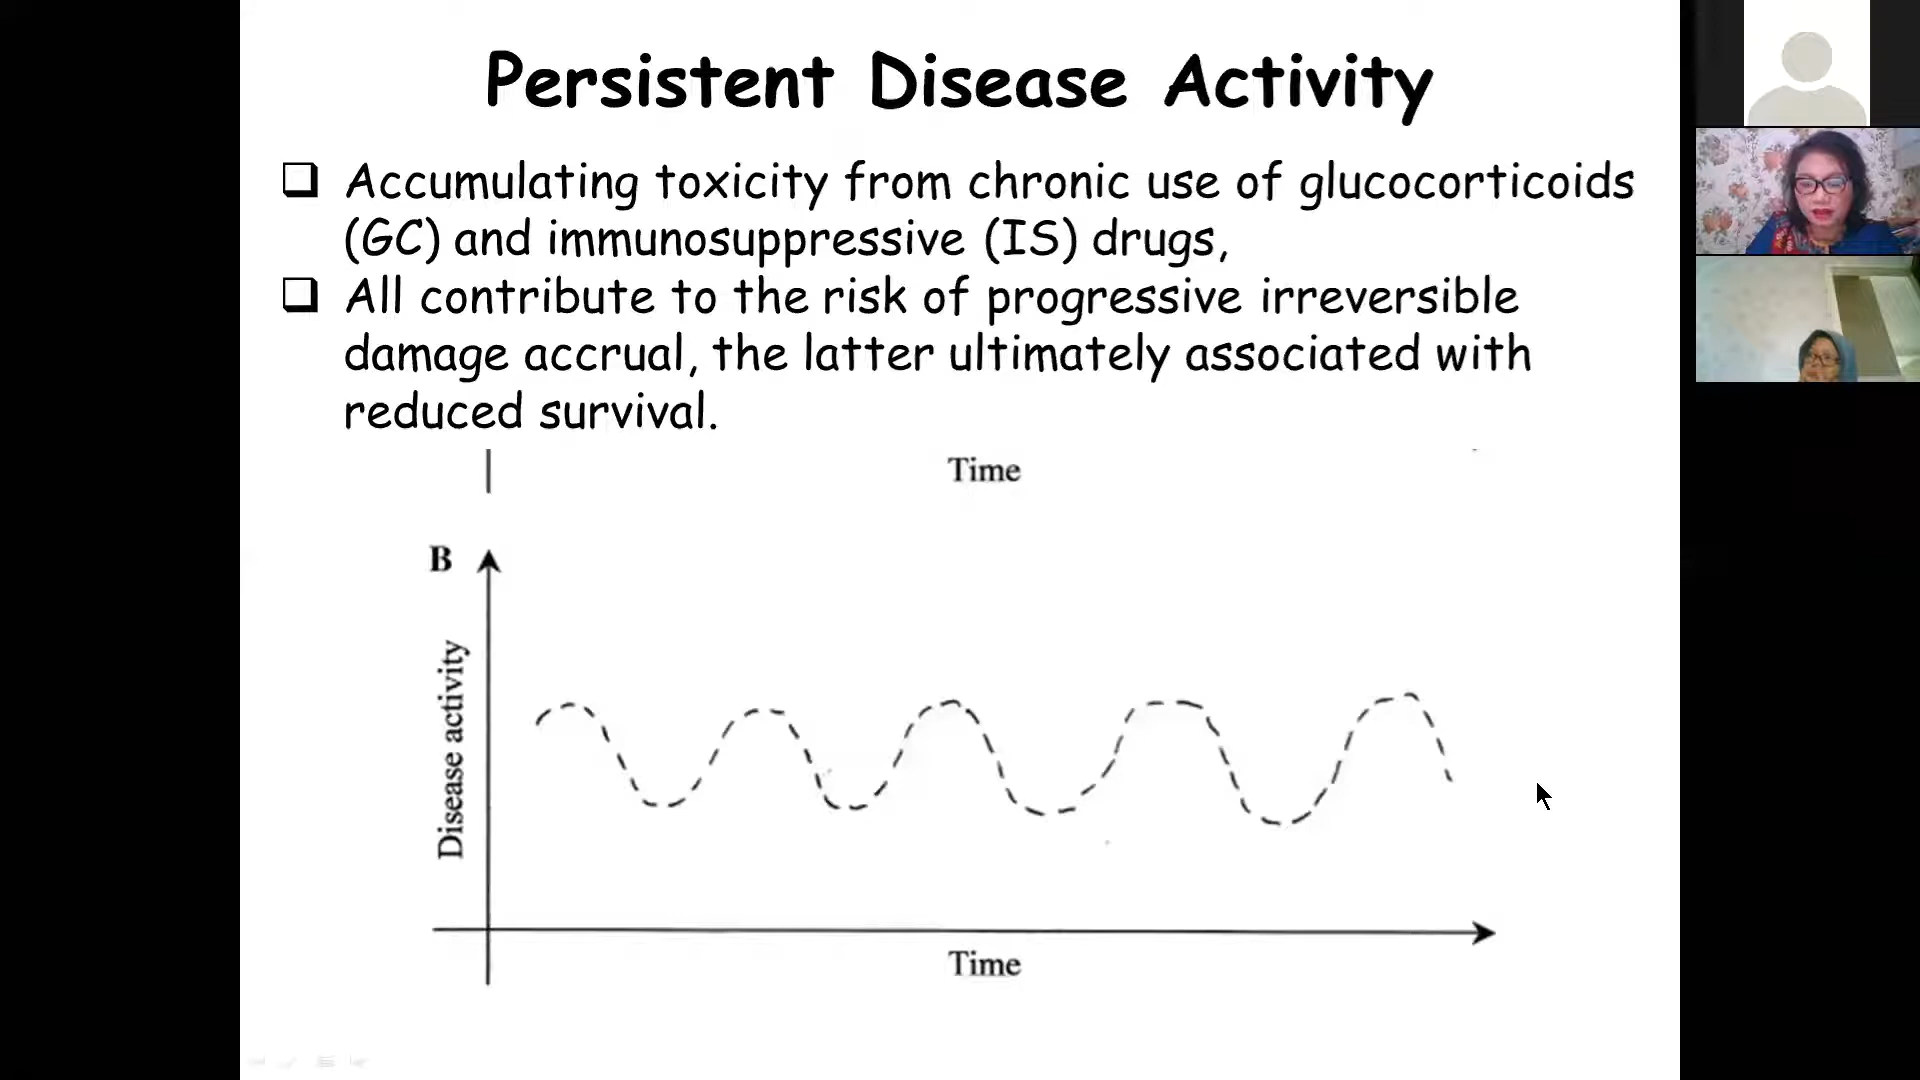 Persistent Disease Activity
❑ Accumulating toxicity from chronic use of glucocorticoids
(GC) and immunosuppressive (IS) drugs,
❑ All contribute to the risk of progressive irreversible
damage accrual, the latter ultimately associated with
reduced survival.
Time
B
Disease activity
Time